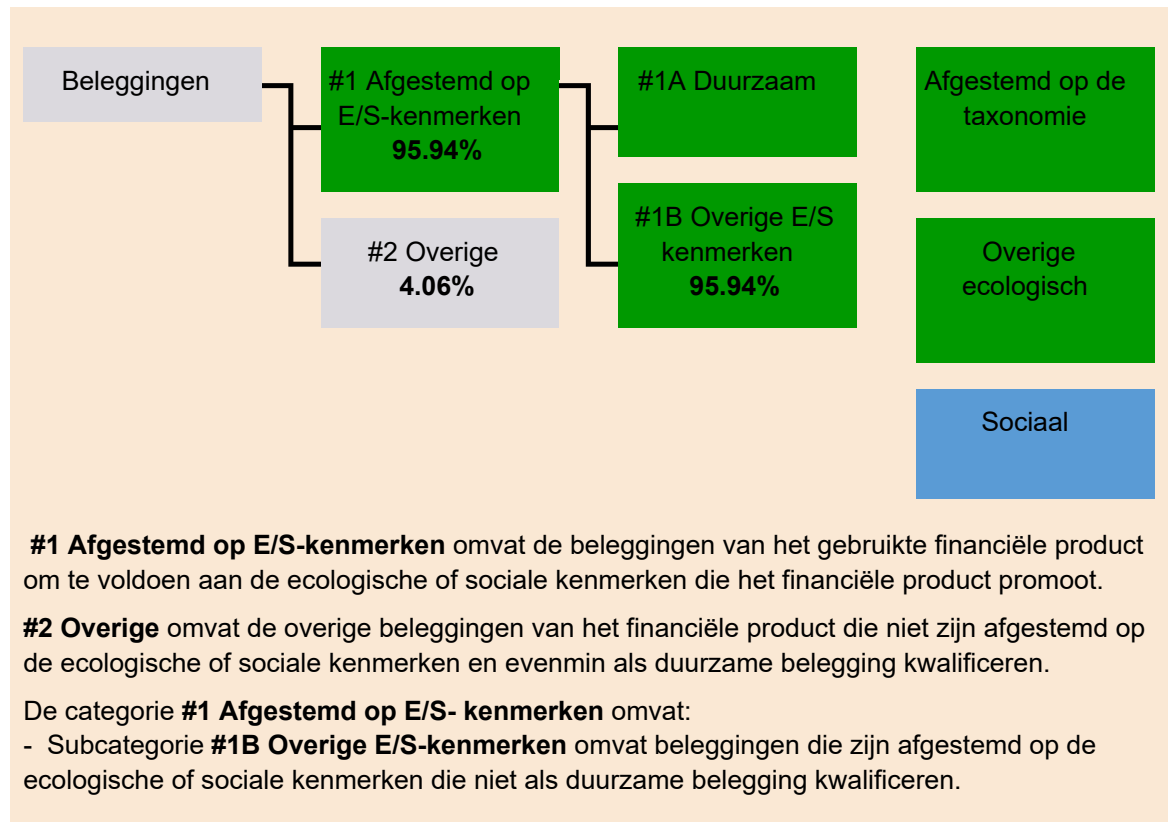 Beleggingen
#1 Afgestemd op
E/S-kenmerken
95.94%
#2 Overige
4.06%
#1A Duurzaam
#1B Overige E/S
kenmerken
95.94%
Afgestemd op de
taxonomie
Overige
ecologisch
Sociaal
#1 Afgestemd op E/S-kenmerken omvat de beleggingen van het gebruikte financiële product
om te voldoen aan de ecologische of sociale kenmerken die het financiële product promoot.
#2 Overige omvat de overige beleggingen van het financiële product die niet zijn afgestemd op
de ecologische of sociale kenmerken en evenmin als duurzame belegging kwalificeren.
De categorie #1 Afgestemd op E/S- kenmerken omvat:
- Subcategorie #1B Overige E/S-kenmerken omvat beleggingen die zijn afgestemd op de
ecologische of sociale kenmerken die niet als duurzame belegging kwalificeren.